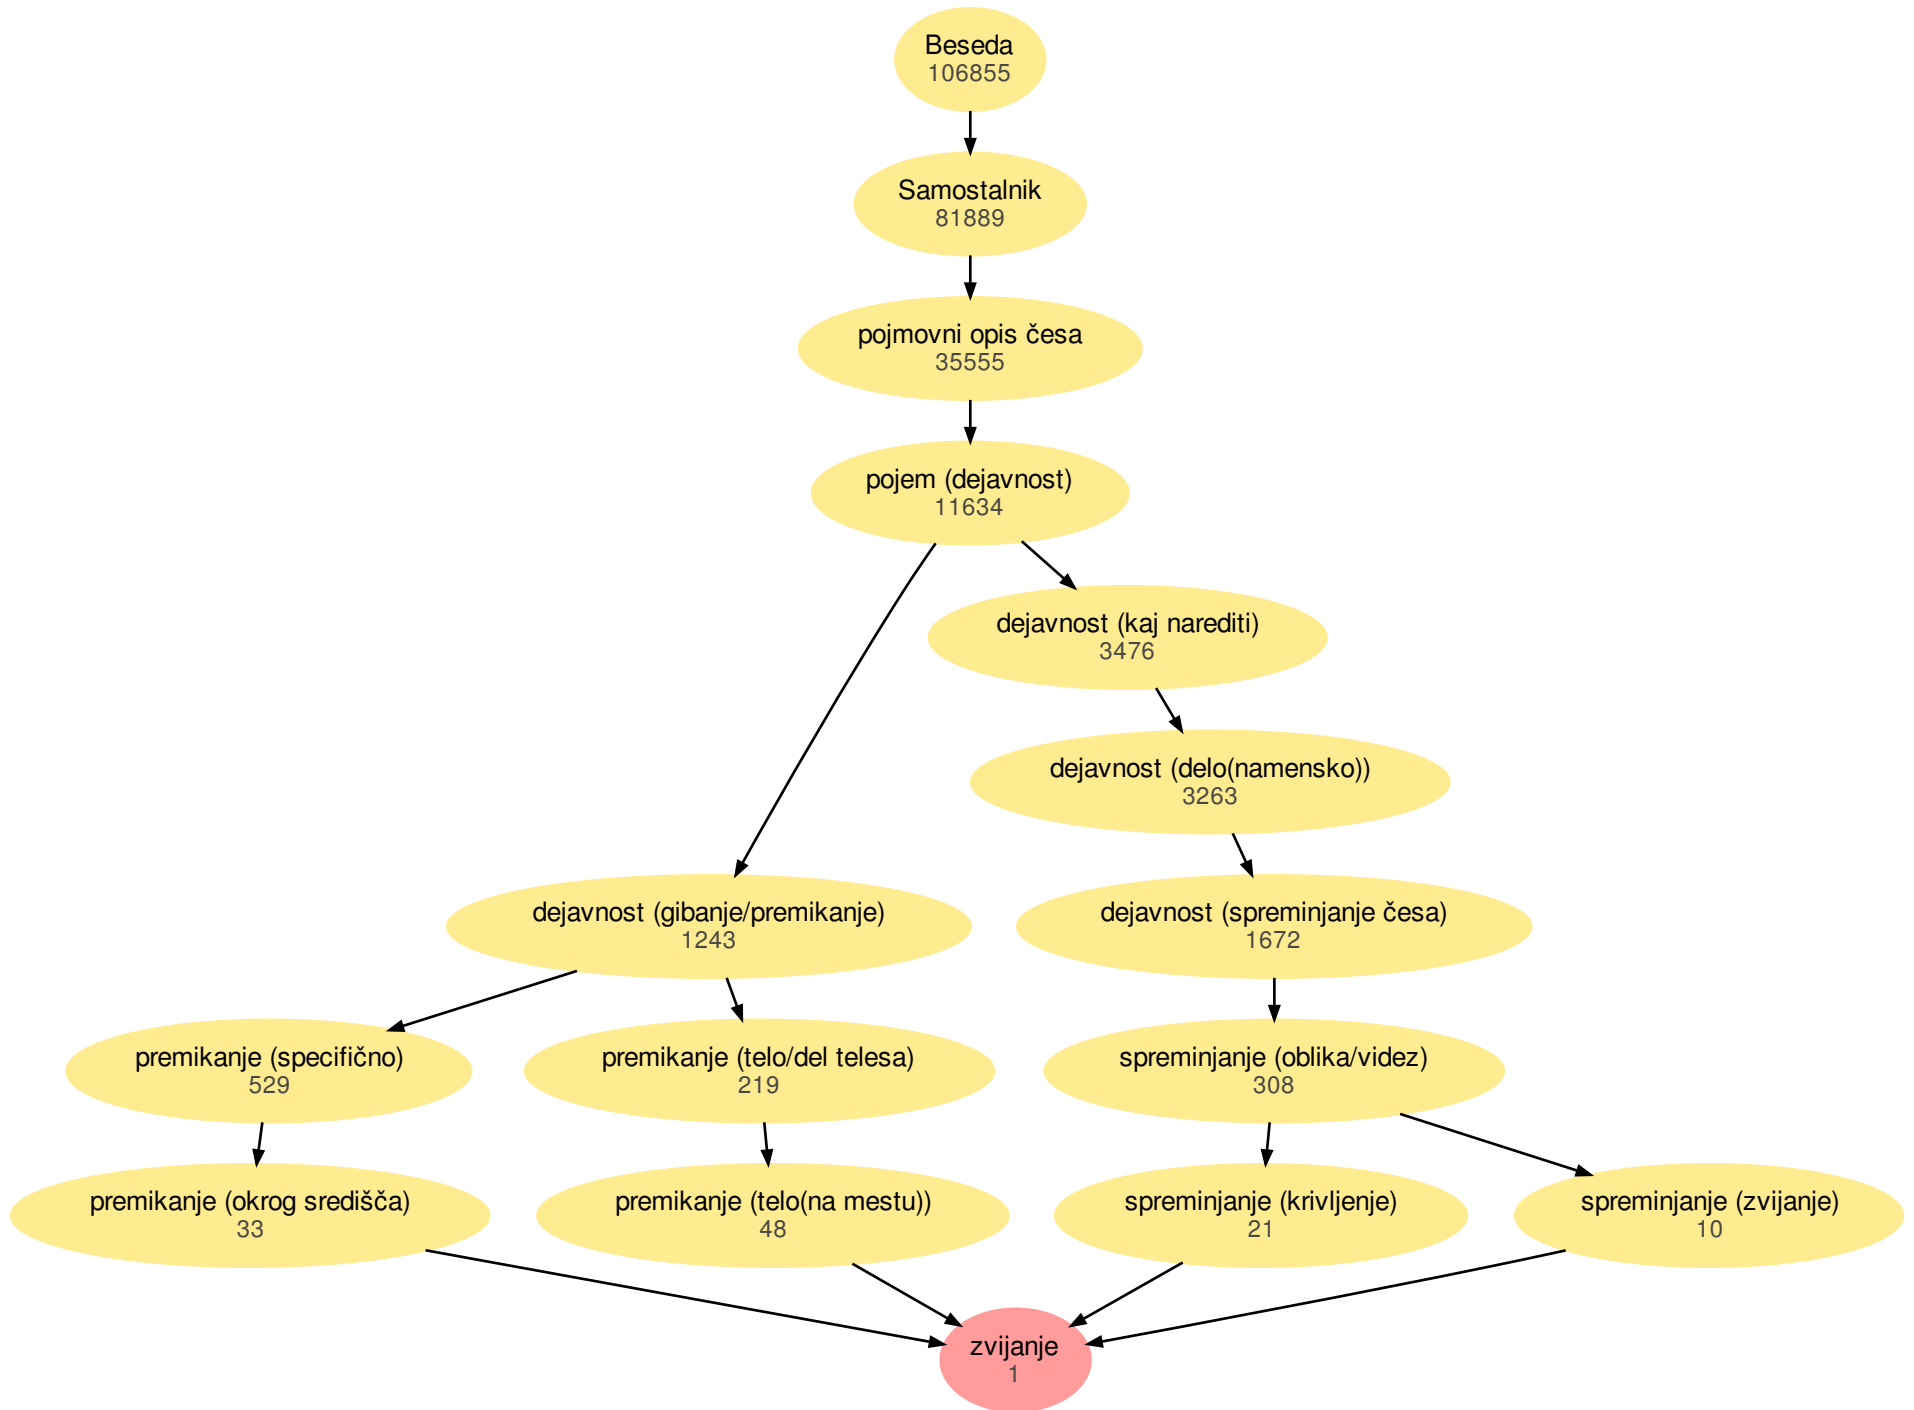 Beseda
106855
Samostalnik
81889
pojmovni opis česa
35555
pojem (dejavnost)
11634
dejavnost (kaj narediti)
3476
dejavnost (delo(namensko))
3263
dejavnost (gibanje/premikanje)
1243
dejavnost (spreminjanje česa)
1672
premikanje (specifično)
529
premikanje (telo/del telesa)
219
spreminjanje (oblika/videz)
308
premikanje (okrog središča)
33
premikanje (telo(na mestu))
48
spreminjanje (krivljenje)
21
spreminjanje (zvijanje)
10
zvijanje
1